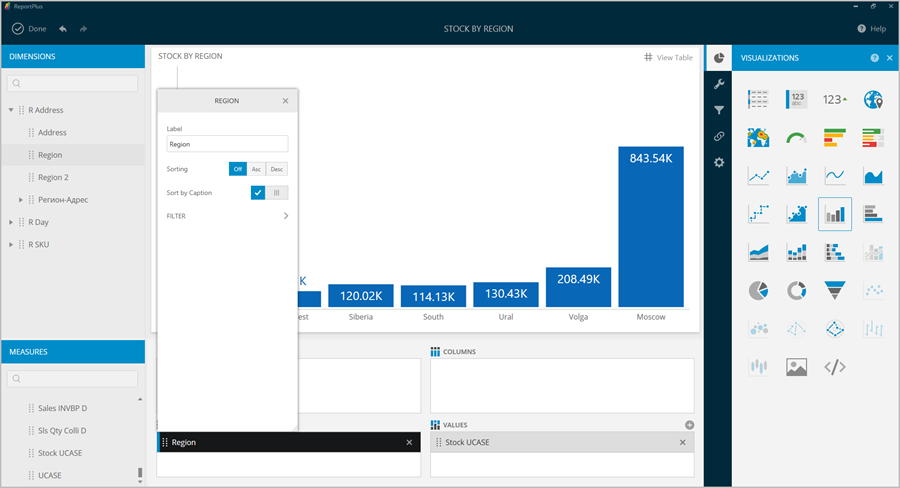 ReportPlus
Done
STOCK BY REGION
Help
DIMENSIONS
R Address
Address
Region
Region 2
Регион-Адрес
R Day
R SKU
MEASURES
Sales INVBP D
Sls Qty Colli D
Stock UCASE
UCASE
STOCK BY REGION
View Table
REGION
Label
Region
Sorting
Off
Asc
Desc
Sort by Caption
FILTER
K
120.02K
114.13K
130.43K
208.49K
843.54K
est
Siberia
South
Ural
Volga
Moscow
COLUMNS
Region
VALUES
Stock UCASE
VISUALIZATIONS
123
abc
123